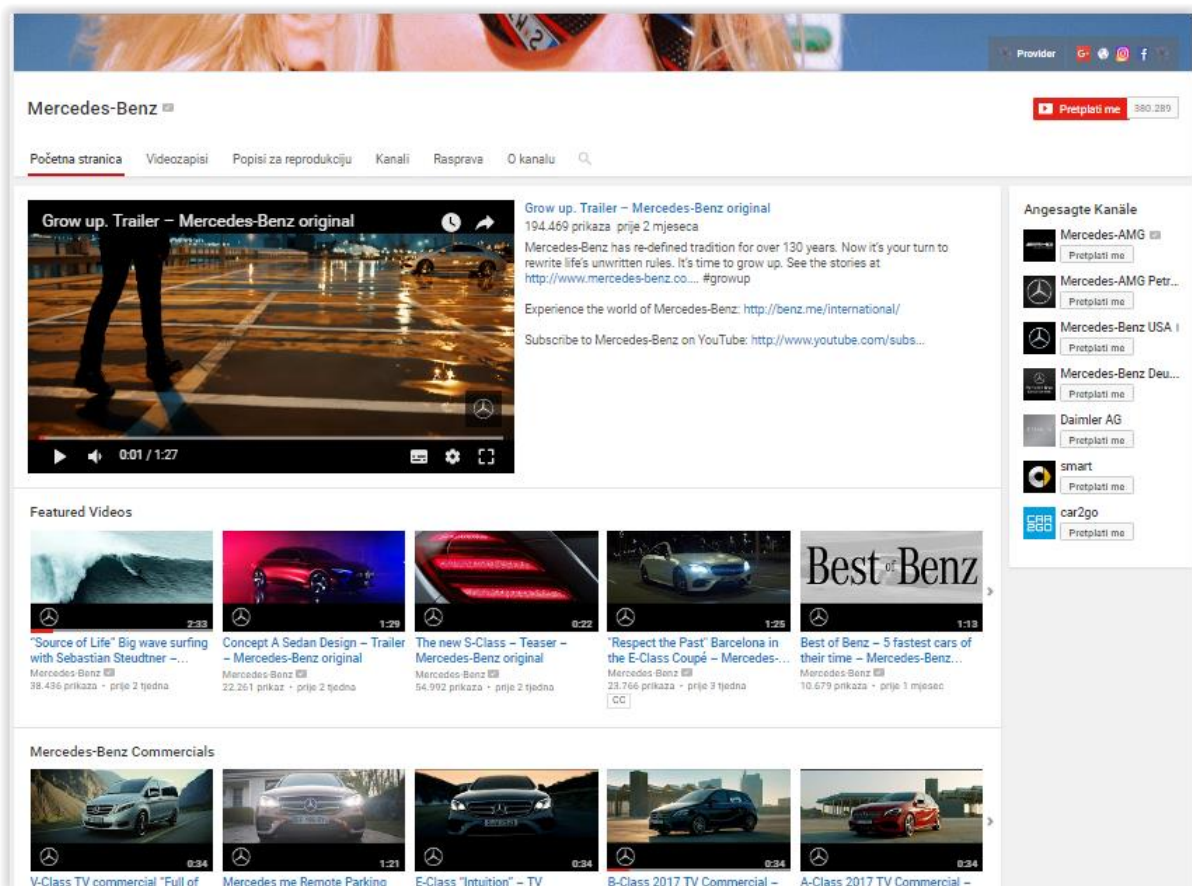 Provider
Mercedes-Benz
Pretplati me 380.289
Početna stranica Videozapisi Popisi za reprodukciju Kanali Rasprava O kanalu
Grow up. Trailer – Mercedes-Benz original
0:01 / 1:27
Grow up. Trailer – Mercedes-Benz original
194.469 prikaza prije 2 mjeseca
Mercedes-Benz has re-defined tradition for over 130 years. Now it's your turn to
rewrite life's unwritten rules. It's time to grow up. See the stories at
http://www.mercedes-benz.co.... #growup
Experience the world of Mercedes-Benz: http://benz.me/international/
Subscribe to Mercedes-Benz on YouTube: http://www.youtube.com/subs...
Angesagte Kanäle
Mercedes-AMG
Pretplati me
Mercedes-AMG Petr...
Pretplati me
Mercedes-Benz USA
Pretplati me
Mercedes-Benz Deu...
Pretplati me
Daimler AG
Pretplati me
smart
Pretplati me
CAR2GO
car2go
Pretplati me
Featured Videos
2:33
"Source of Life" Big wave surfing
with Sebastian Steudtner –...
Mercedes-Benz
38.436 prikaza • prije 2 tjedna
1:29
Concept A Sedan Design – Trailer
– Mercedes-Benz original
Mercedes-Benz
22.261 prikaz • prije 2 tjedna
0:22
The new S-Class – Teaser –
Mercedes-Benz original
Mercedes-Benz
54.992 prikaza • prije 2 tjedna
1:25
"Respect the Past" Barcelona in
the E-Class Coupé – Mercedes-...
Mercedes-Benz
23.766 prikaza • prije 3 tjedna
CC
Best of Benz
1:13
Best of Benz – 5 fastest cars of
their time – Mercedes-Benz...
Mercedes-Benz
10.679 prikaza • prije 1 mjesec
Mercedes-Benz Commercials
0:34
V-Class TV commercial "Full of
1:21
Mercedes me Remote Parking
0:34
E-Class "Intuition" – TV
0:34
B-Class 2017 TV Commercial –
0:34
A-Class 2017 TV Commercial –